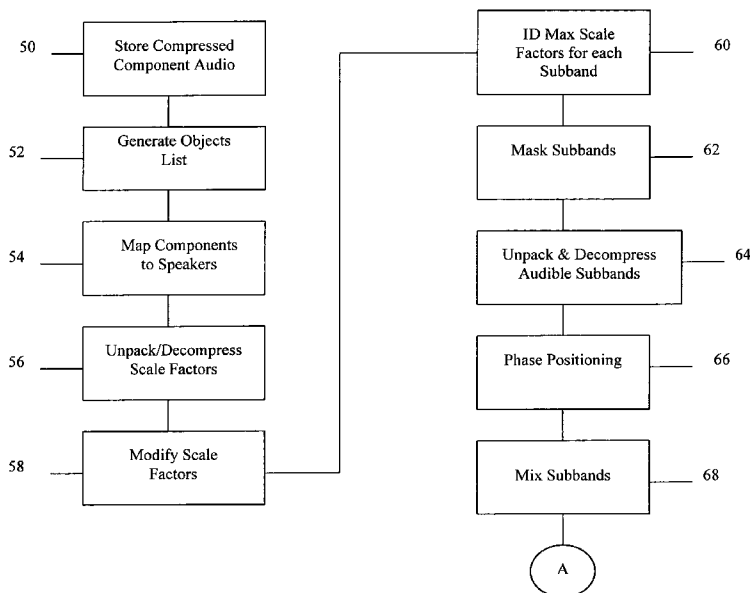 50
Store Compressed
Component Audio
52
Generate Objects
List
54
Map Components
to Speakers
56
Unpack/Decompress
Scale Factors
58
Modify Scale
Factors
ID Max Scale
Factors for each
Subband
60
Mask Subbands
62
Unpack & Decompress
Audible Subbands
64
Phase Positioning
66
Mix Subbands
68
A